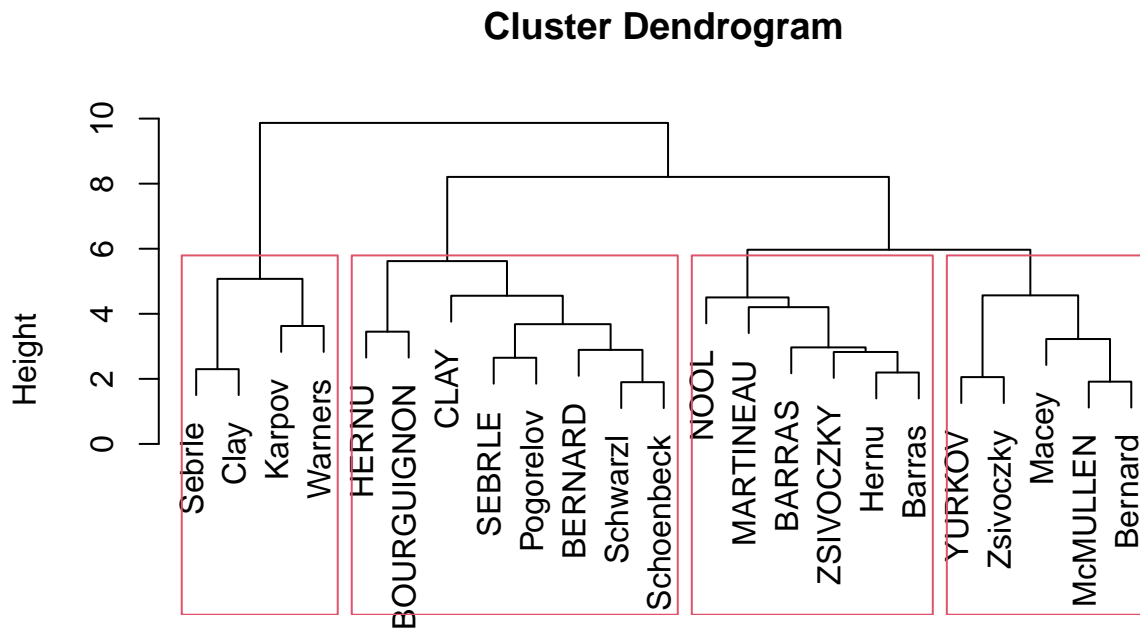 Cluster Dendrogram
Height
0
2
4
6
8
10
Sebrle
Clay
Karpov
Warners
HERNU
BOURGUIGNON
CLAY
SEBRLE
Pogorelov
BERNARD
Schwarzl
Schoenbeck
NOOL
MARTINEAU
BARRAS
ZSIVOCZKY
Hernu
Barras
YURKOV
Zsivoczky
Macey
McMULLEN
Bernard